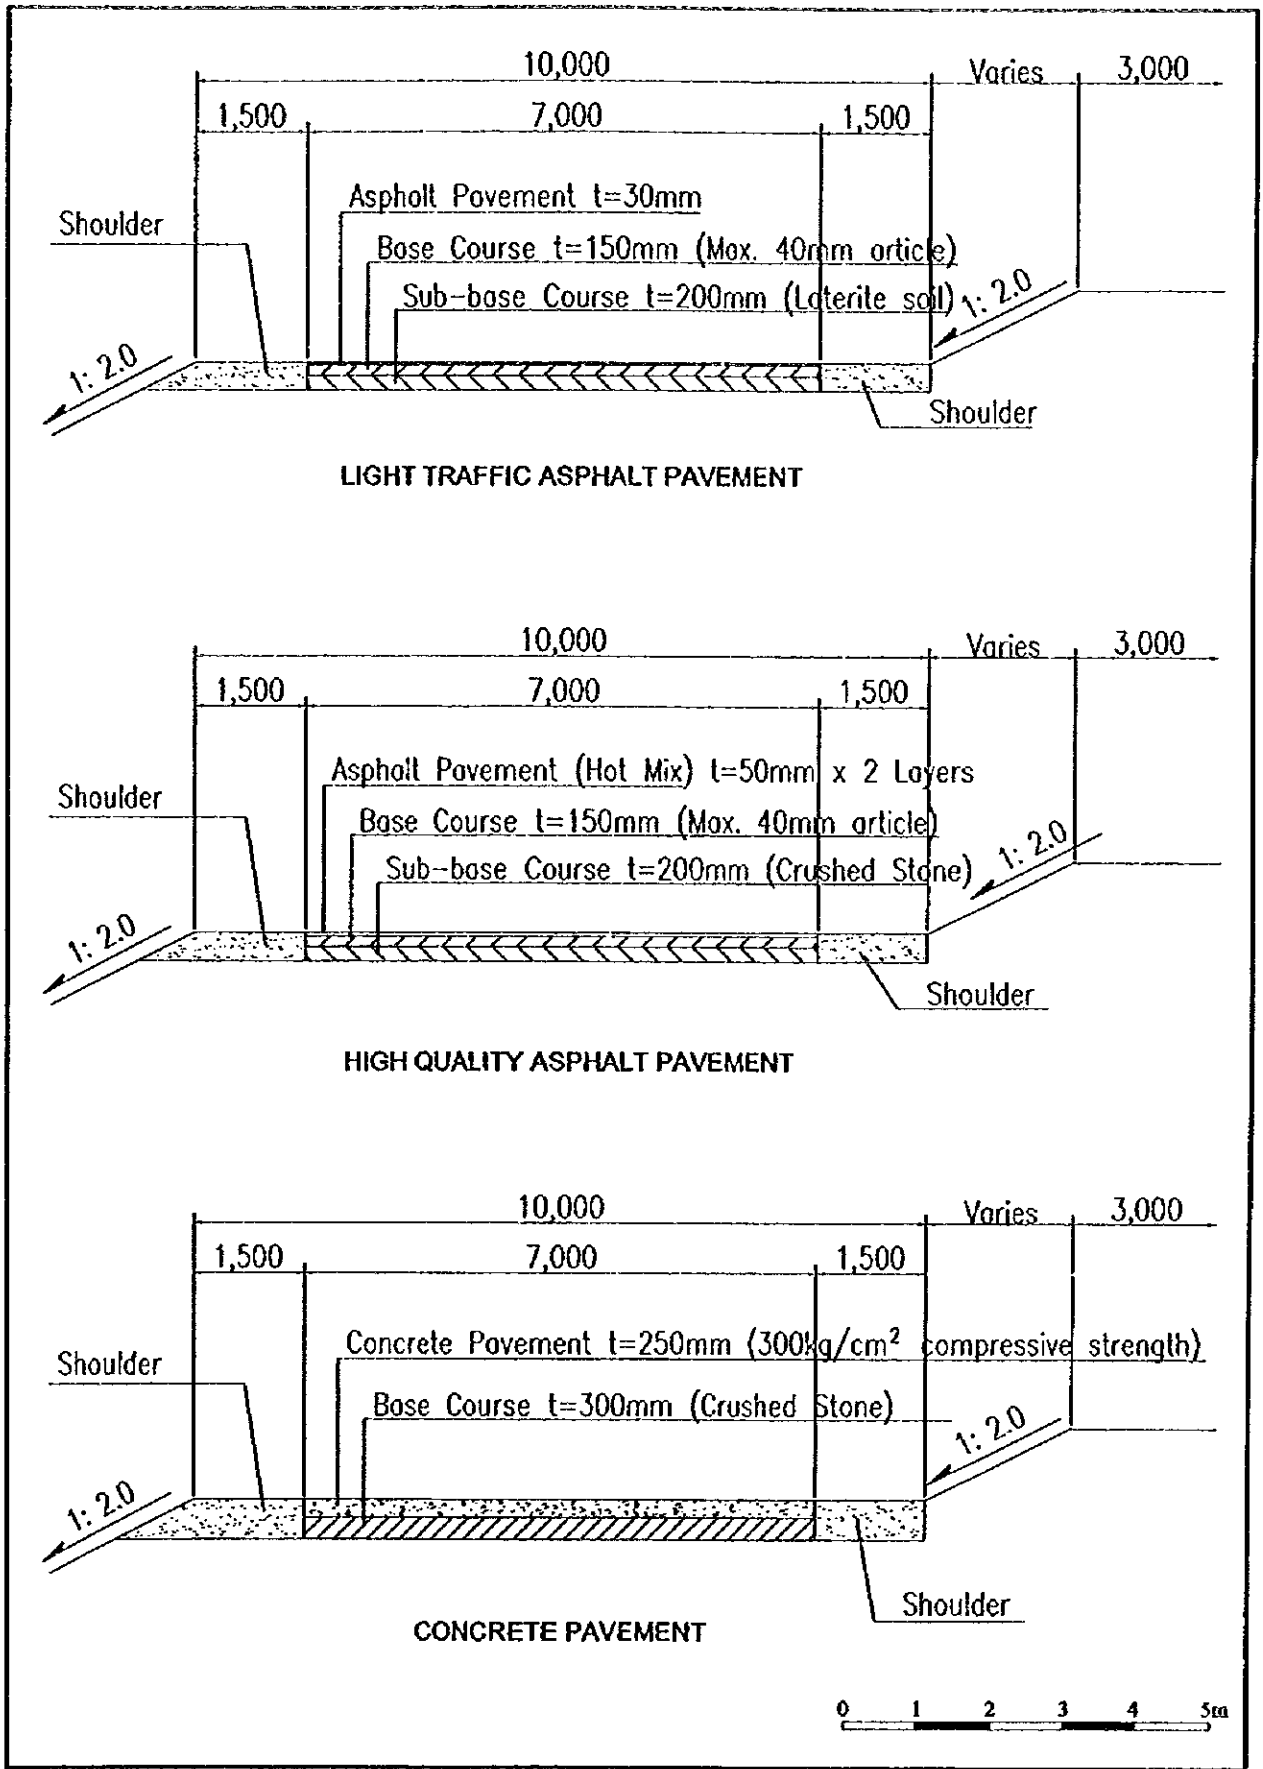 10,000 Varies 3,000
1,500 7,000 1,500
Asphalt Pavement t=30mm
Shoulder
Base Course t=150mm (Max. 40mm article)
Sub-base Course t=200mm (Laterite soil)
1: 2.0
1: 2.0
Shoulder
LIGHT TRAFFIC ASPHALT PAVEMENT
10,000 Varies 3,000
1,500 7,000 1,500
Asphalt Pavement (Hot Mix) t=50mm x 2 Layers
Shoulder
Base Course t=150mm (Max. 40mm article)
Sub-base Course t=200mm (Crushed Stone)
1: 2.0
1: 2.0
Shoulder
HIGH QUALITY ASPHALT PAVEMENT
10,000 Varies 3,000
1,500 7,000 1,500
Concrete Pavement t=250mm (300kg/cm² compressive strength)
Shoulder
Base Course t=300mm (Crushed Stone)
1: 2.0
1: 2.0
Shoulder
CONCRETE PAVEMENT
0 1 2 3 4 5m